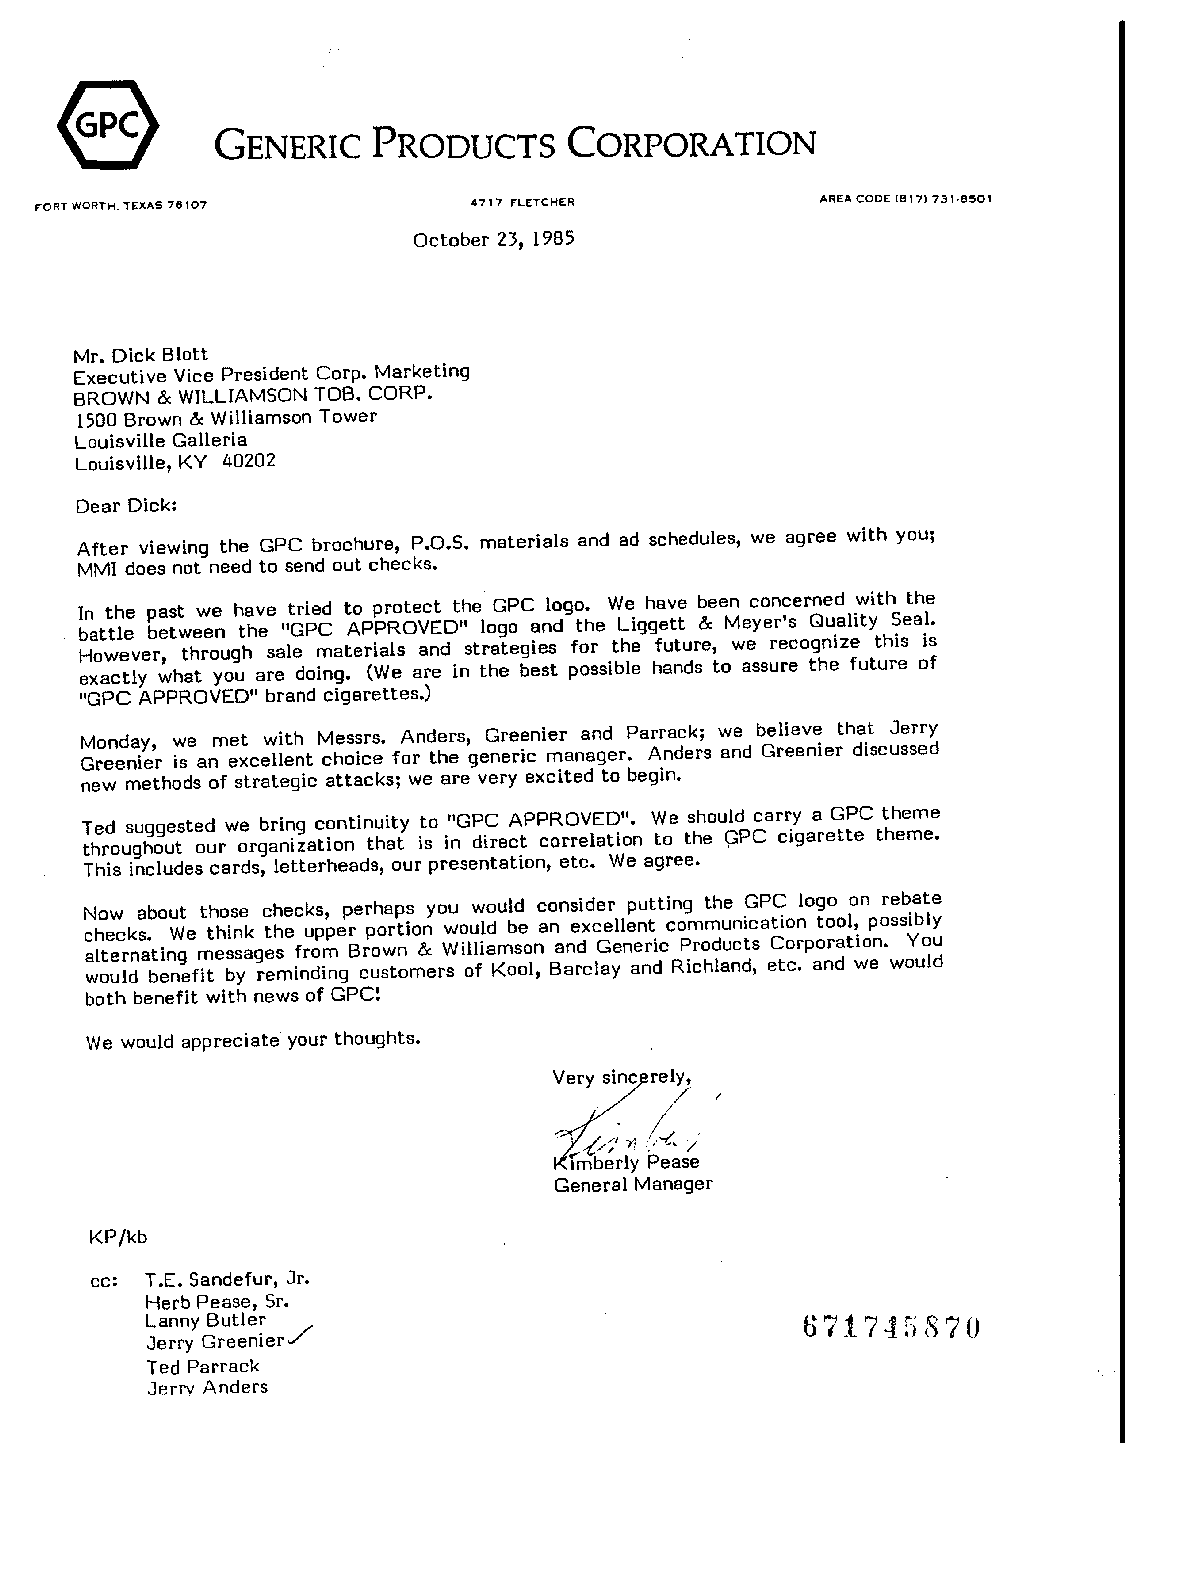 GPC
GENERIC PRODUCTS CORPORATION
FORT WORTH, TEXAS 76107 4717 FLETCHER AREA CODE (817) 731-8501
October 23, 1985
Mr. Dick Blott
Executive Vice President Corp. Marketing
BROWN & WILLIAMSON TOB. CORP.
1500 Brown & Williamson Tower
Louisville Galleria
Louisville, KY 40202
Dear Dick:
After viewing the GPC brochure, P.O.S. materials and ad schedules, we agree with you;
MMI does not need to send out checks.
In the past we have tried to protect the GPC logo. We have been concerned with the
battle between the "GPC APPROVED" logo and the Liggett & Meyer's Quality Seal.
However, through sale materials and strategies for the future, we recognize this is
exactly what you are doing. (We are in the best possible hands to assure the future of
"GPC APPROVED" brand cigarettes.)
Monday, we met with Messrs. Anders, Greenier and Parrack; we believe that Jerry
Greenier is an excellent choice for the generic manager. Anders and Greenier discussed
new methods of strategic attacks; we are very excited to begin.
Ted suggested we bring continuity to "GPC APPROVED". We should carry a GPC theme
throughout our organization that is in direct correlation to the GPC cigarette theme.
This includes cards, letterheads, our presentation, etc. We agree.
Now about those checks, perhaps you would consider putting the GPC logo on rebate
checks. We think the upper portion would be an excellent communication tool, possibly
alternating messages from Brown & Williamson and Generic Products Corporation. You
would benefit by reminding customers of Kool, Barclay and Richland, etc. and we would
both benefit with news of GPC!
We would appreciate your thoughts.
Very sincerely,
Kimberly Pease
General Manager
KP/kb
cc: T.E. Sandefur, Jr.
Herb Pease, Sr.
Lanny Butler
Jerry Greenier
Ted Parrack
Jerry Anders
671745870